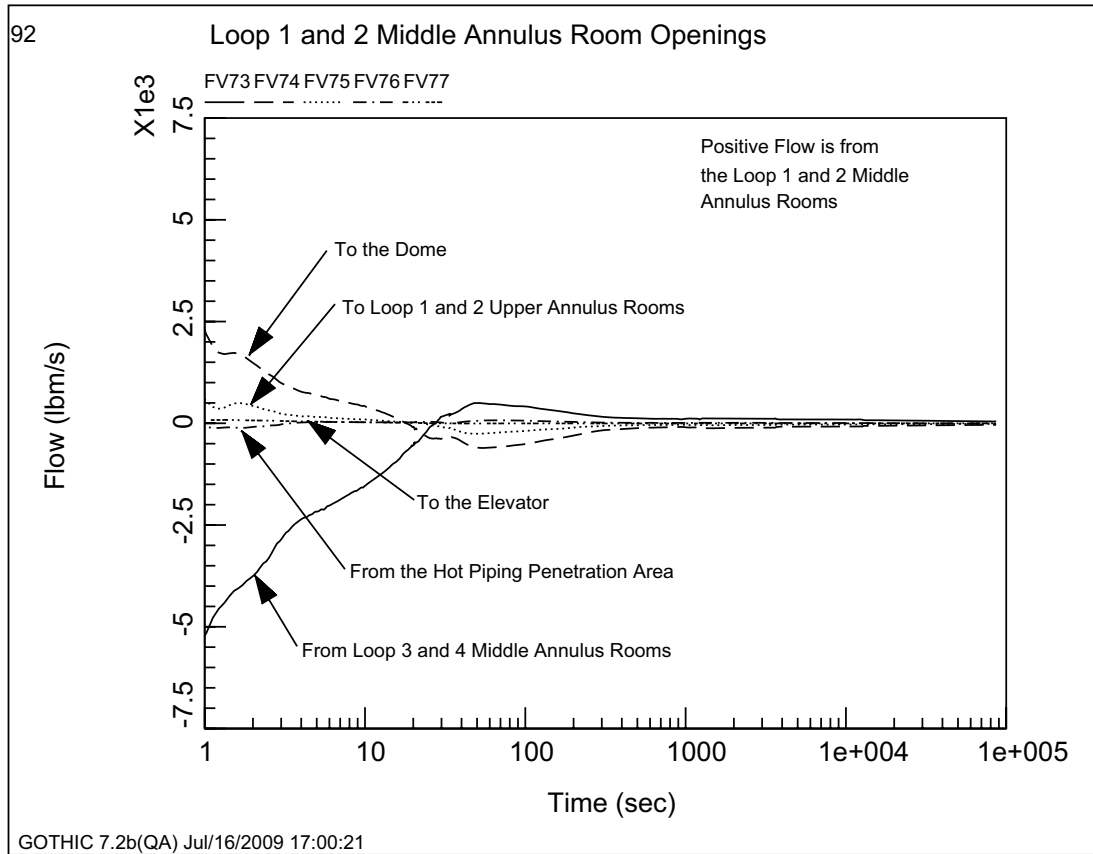 92
Loop 1 and 2 Middle Annulus Room Openings
FV73 FV74 FV75 FV76 FV77
X1e3
7.5
5
2.5
0
-2.5
-5
-7.5
Flow (lbm/s)
Positive Flow is from
the Loop 1 and 2 Middle
Annulus Rooms
To the Dome
To Loop 1 and 2 Upper Annulus Rooms
To the Elevator
From the Hot Piping Penetration Area
From Loop 3 and 4 Middle Annulus Rooms
1 10 100 1000 1e+004 1e+005
Time (sec)
GOTHIC 7.2b(QA) Jul/16/2009 17:00:21